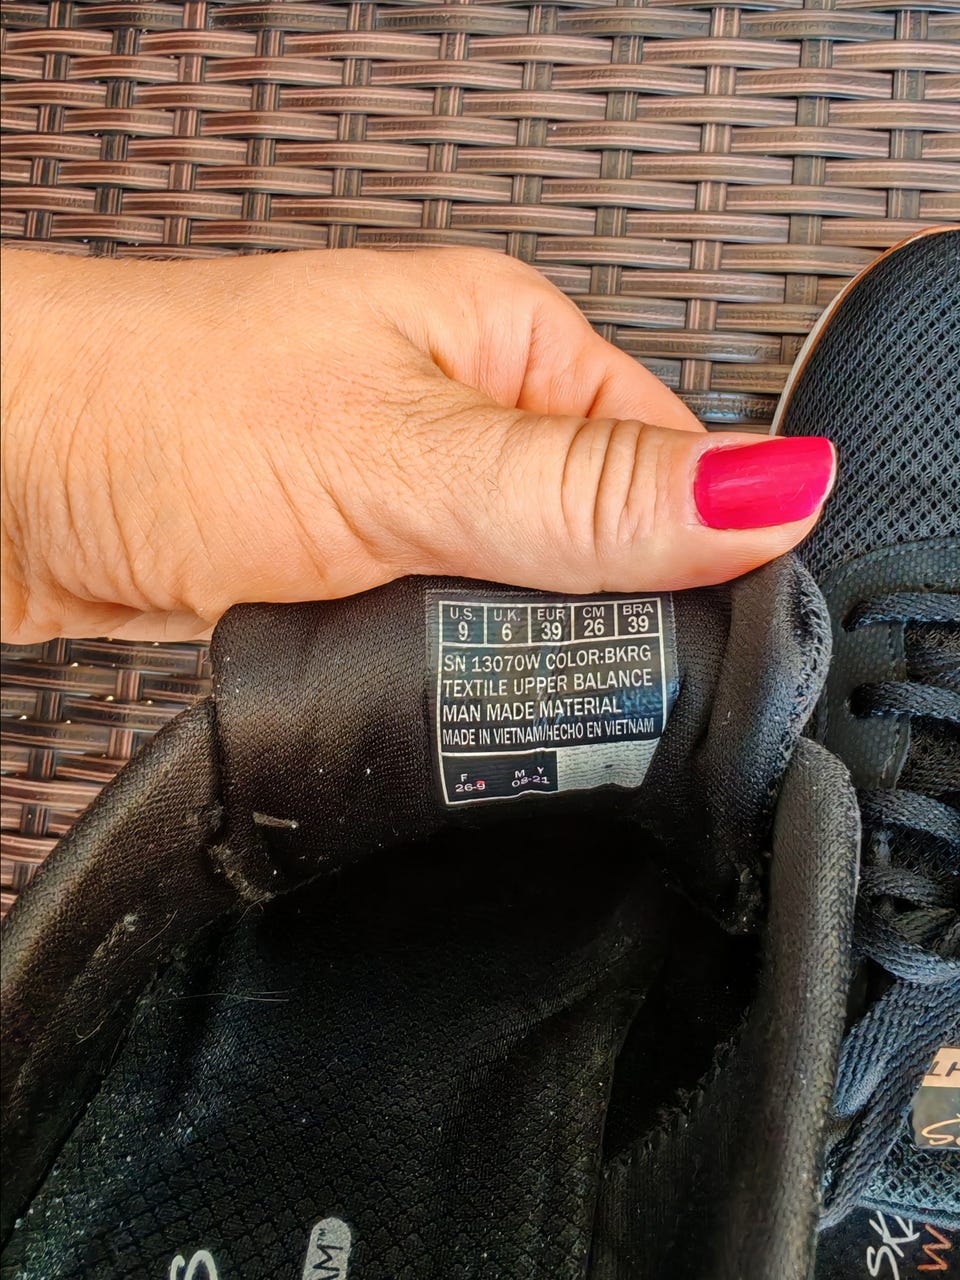 U.S. U.K. EUR CM BRA
9 6 39 26 39
SN 13070W COLOR:BKRG
TEXTILE UPPER BALANCE
MAN MADE MATERIAL
MADE IN VIETNAM/HECHO EN VIETNAM
F M Y
26-9 08-21